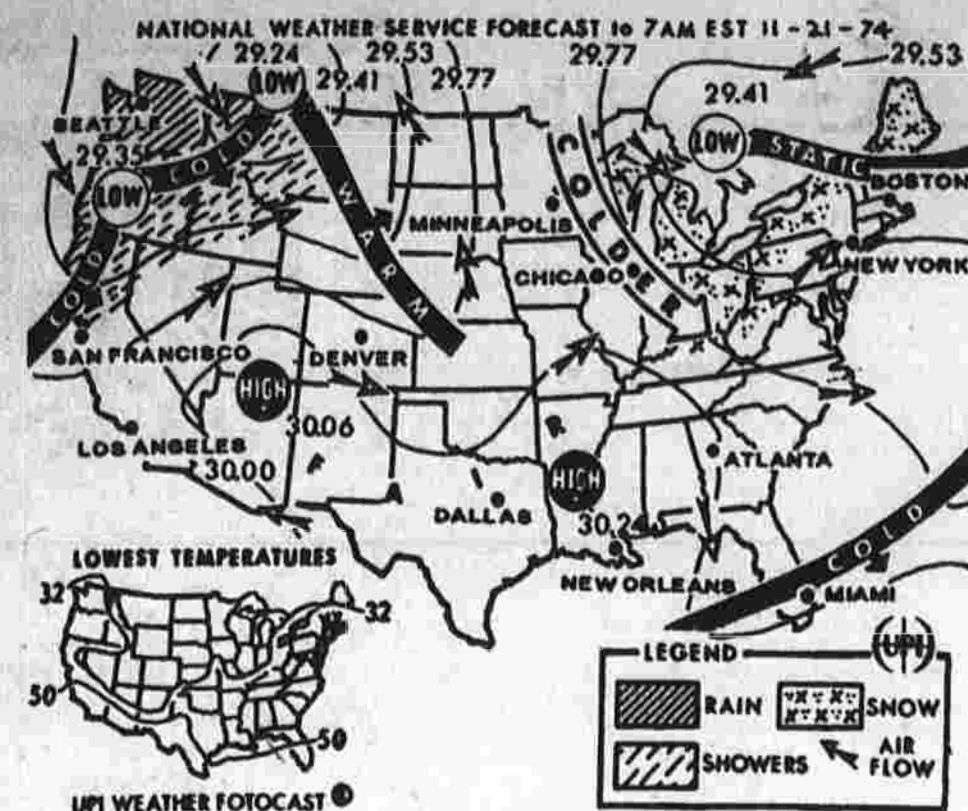 NATIONAL WEATHER SERVICE FORECAST to 7AM EST 11-21-74
29.24 29.53 29.77 29.53
29.41 29.77
29.41
LOW
LOW
SEATTLE
29.35
COLD
STATIC
BOSTON
LOW
WARM
COLDER
MINNEAPOLIS
NEW YORK
CHICAGO
COLD
SAN FRANCISCO
DENVER
HIGH
30.06
FAIR
LOS ANGELES
30.00
ATLANTA
HIGH
DALLAS
30.24
COLD
NEW ORLEANS
MIAMI
LOWEST TEMPERATURES
32
32
50
50
UPI WEATHER FOTOCAST ©
LEGEND
UPI
RAIN
SNOW
SHOWERS
AIR
FLOW